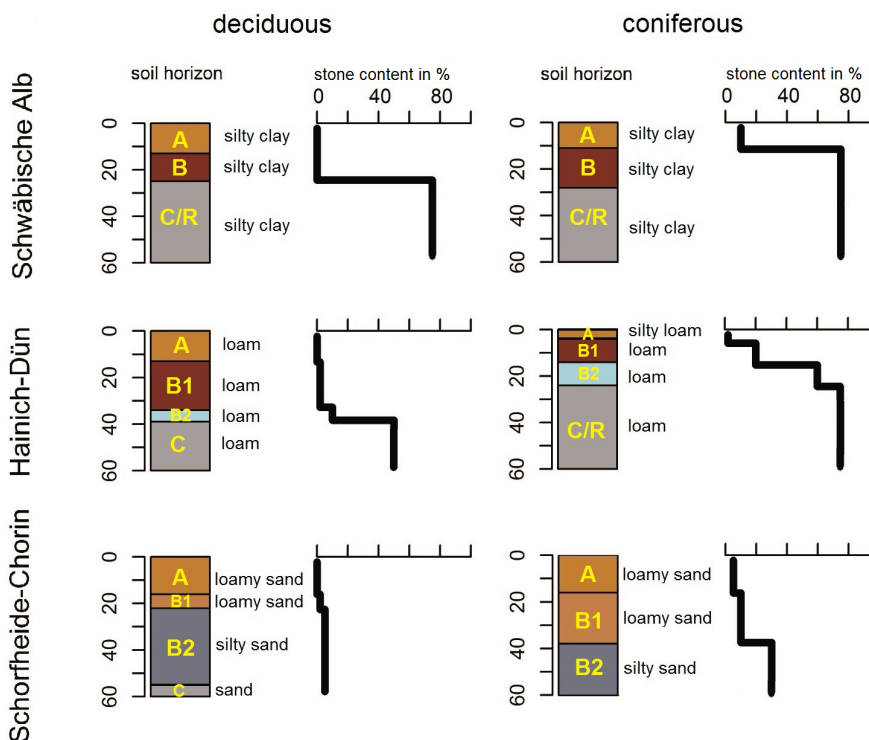 deciduous coniferous
soil horizon stone content in % soil horizon stone content in %
0 40 80 0 40 80
Schwäbische Alb
0 20 40 60
A silty clay
B silty clay
C/R silty clay
0 20 40 60
A silty clay
B silty clay
C/R silty clay
Hainich-Dün
0 20 40 60
A loam
B1 loam
B2 loam
C loam
0 20 40 60
A silty loam
B1 loam
B2 loam
C/R loam
Schorfheide-Chorin
0 20 40 60
A loamy sand
B1 loamy sand
B2 silty sand
C sand
0 20 40 60
A loamy sand
B1 loamy sand
B2 silty sand